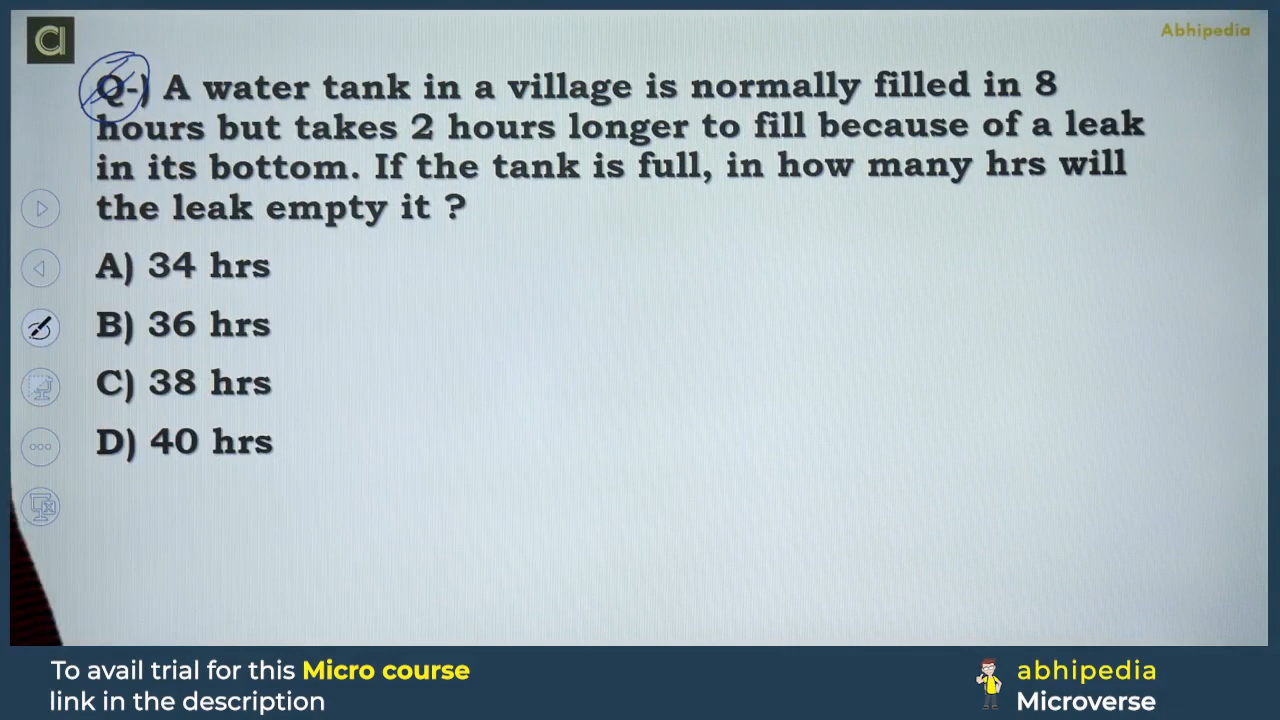 a
Abhipedia
Q-) A water tank in a village is normally filled in 8
hours but takes 2 hours longer to fill because of a leak
in its bottom. If the tank is full, in how many hrs will
the leak empty it ?
A) 34 hrs
B) 36 hrs
C) 38 hrs
D) 40 hrs
To avail trial for this Micro course
link in the description
abhipedia
Microverse